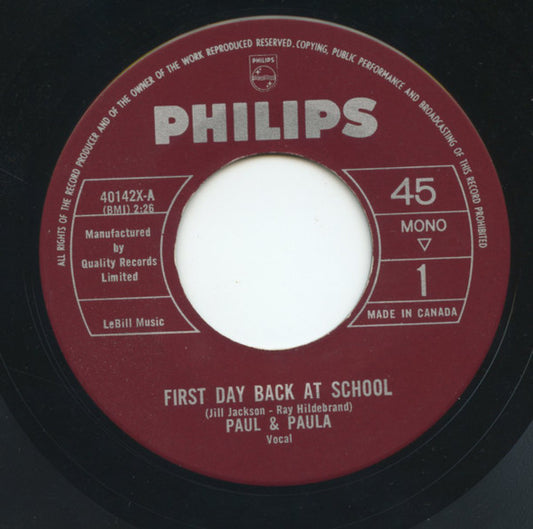 ALL RIGHTS OF THE RECORD PRODUCER AND OF THE OWNER OF THE WORK REPRODUCED RESERVED. COPYING, PUBLIC PERFORMANCE AND BROADCASTING OF THIS RECORD PROHIBITED
PHILIPS
PHILIPS
40142X-A
(BMI) 2:26
Manufactured
by
Quality Records
Limited
LeBill Music
45
MONO
1
MADE IN CANADA
FIRST DAY BACK AT SCHOOL
(Jill Jackson - Ray Hildebrand)
PAUL & PAULA
Vocal